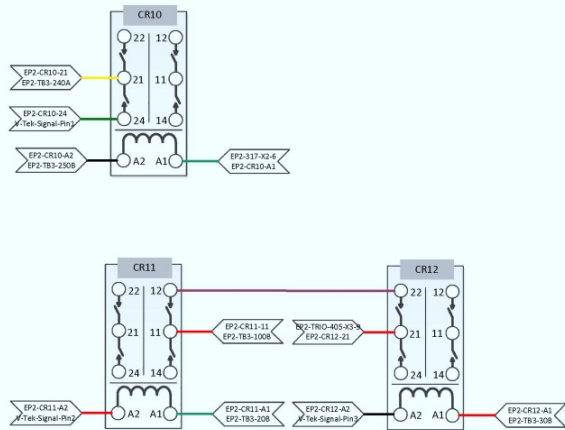 CR10
22 12
EP2-CR10-21
EP2-TB3-240A
21 11
EP2-CR10-24
V-Tek-Signal-Pin1
24 14
EP2-CR10-A2
EP2-TB3-250B
A2 A1
EP2-317-X2-6
EP2-CR10-A1
CR11
22 12
21 11
EP2-CR11-11
EP2-TB3-100B
24 14
EP2-CR11-A2
V-Tek-Signal-Pin2
A2 A1
EP2-CR11-A1
EP2-TB3-20B
CR12
22 12
EP2-TRIO-405-X3-9
EP2-CR12-21
21 11
24 14
EP2-CR12-A2
V-Tek-Signal-Pin3
A2 A1
EP2-CR12-A1
EP2-TB3-30B